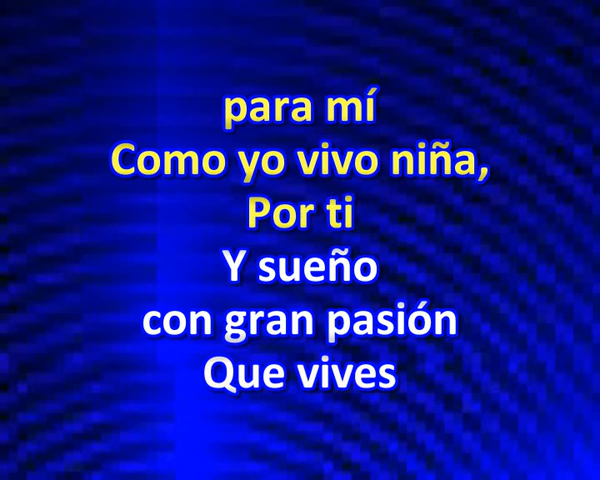 para mí
Como yo vivo niña,
Por ti
Y sueño
con gran pasión
Que vives